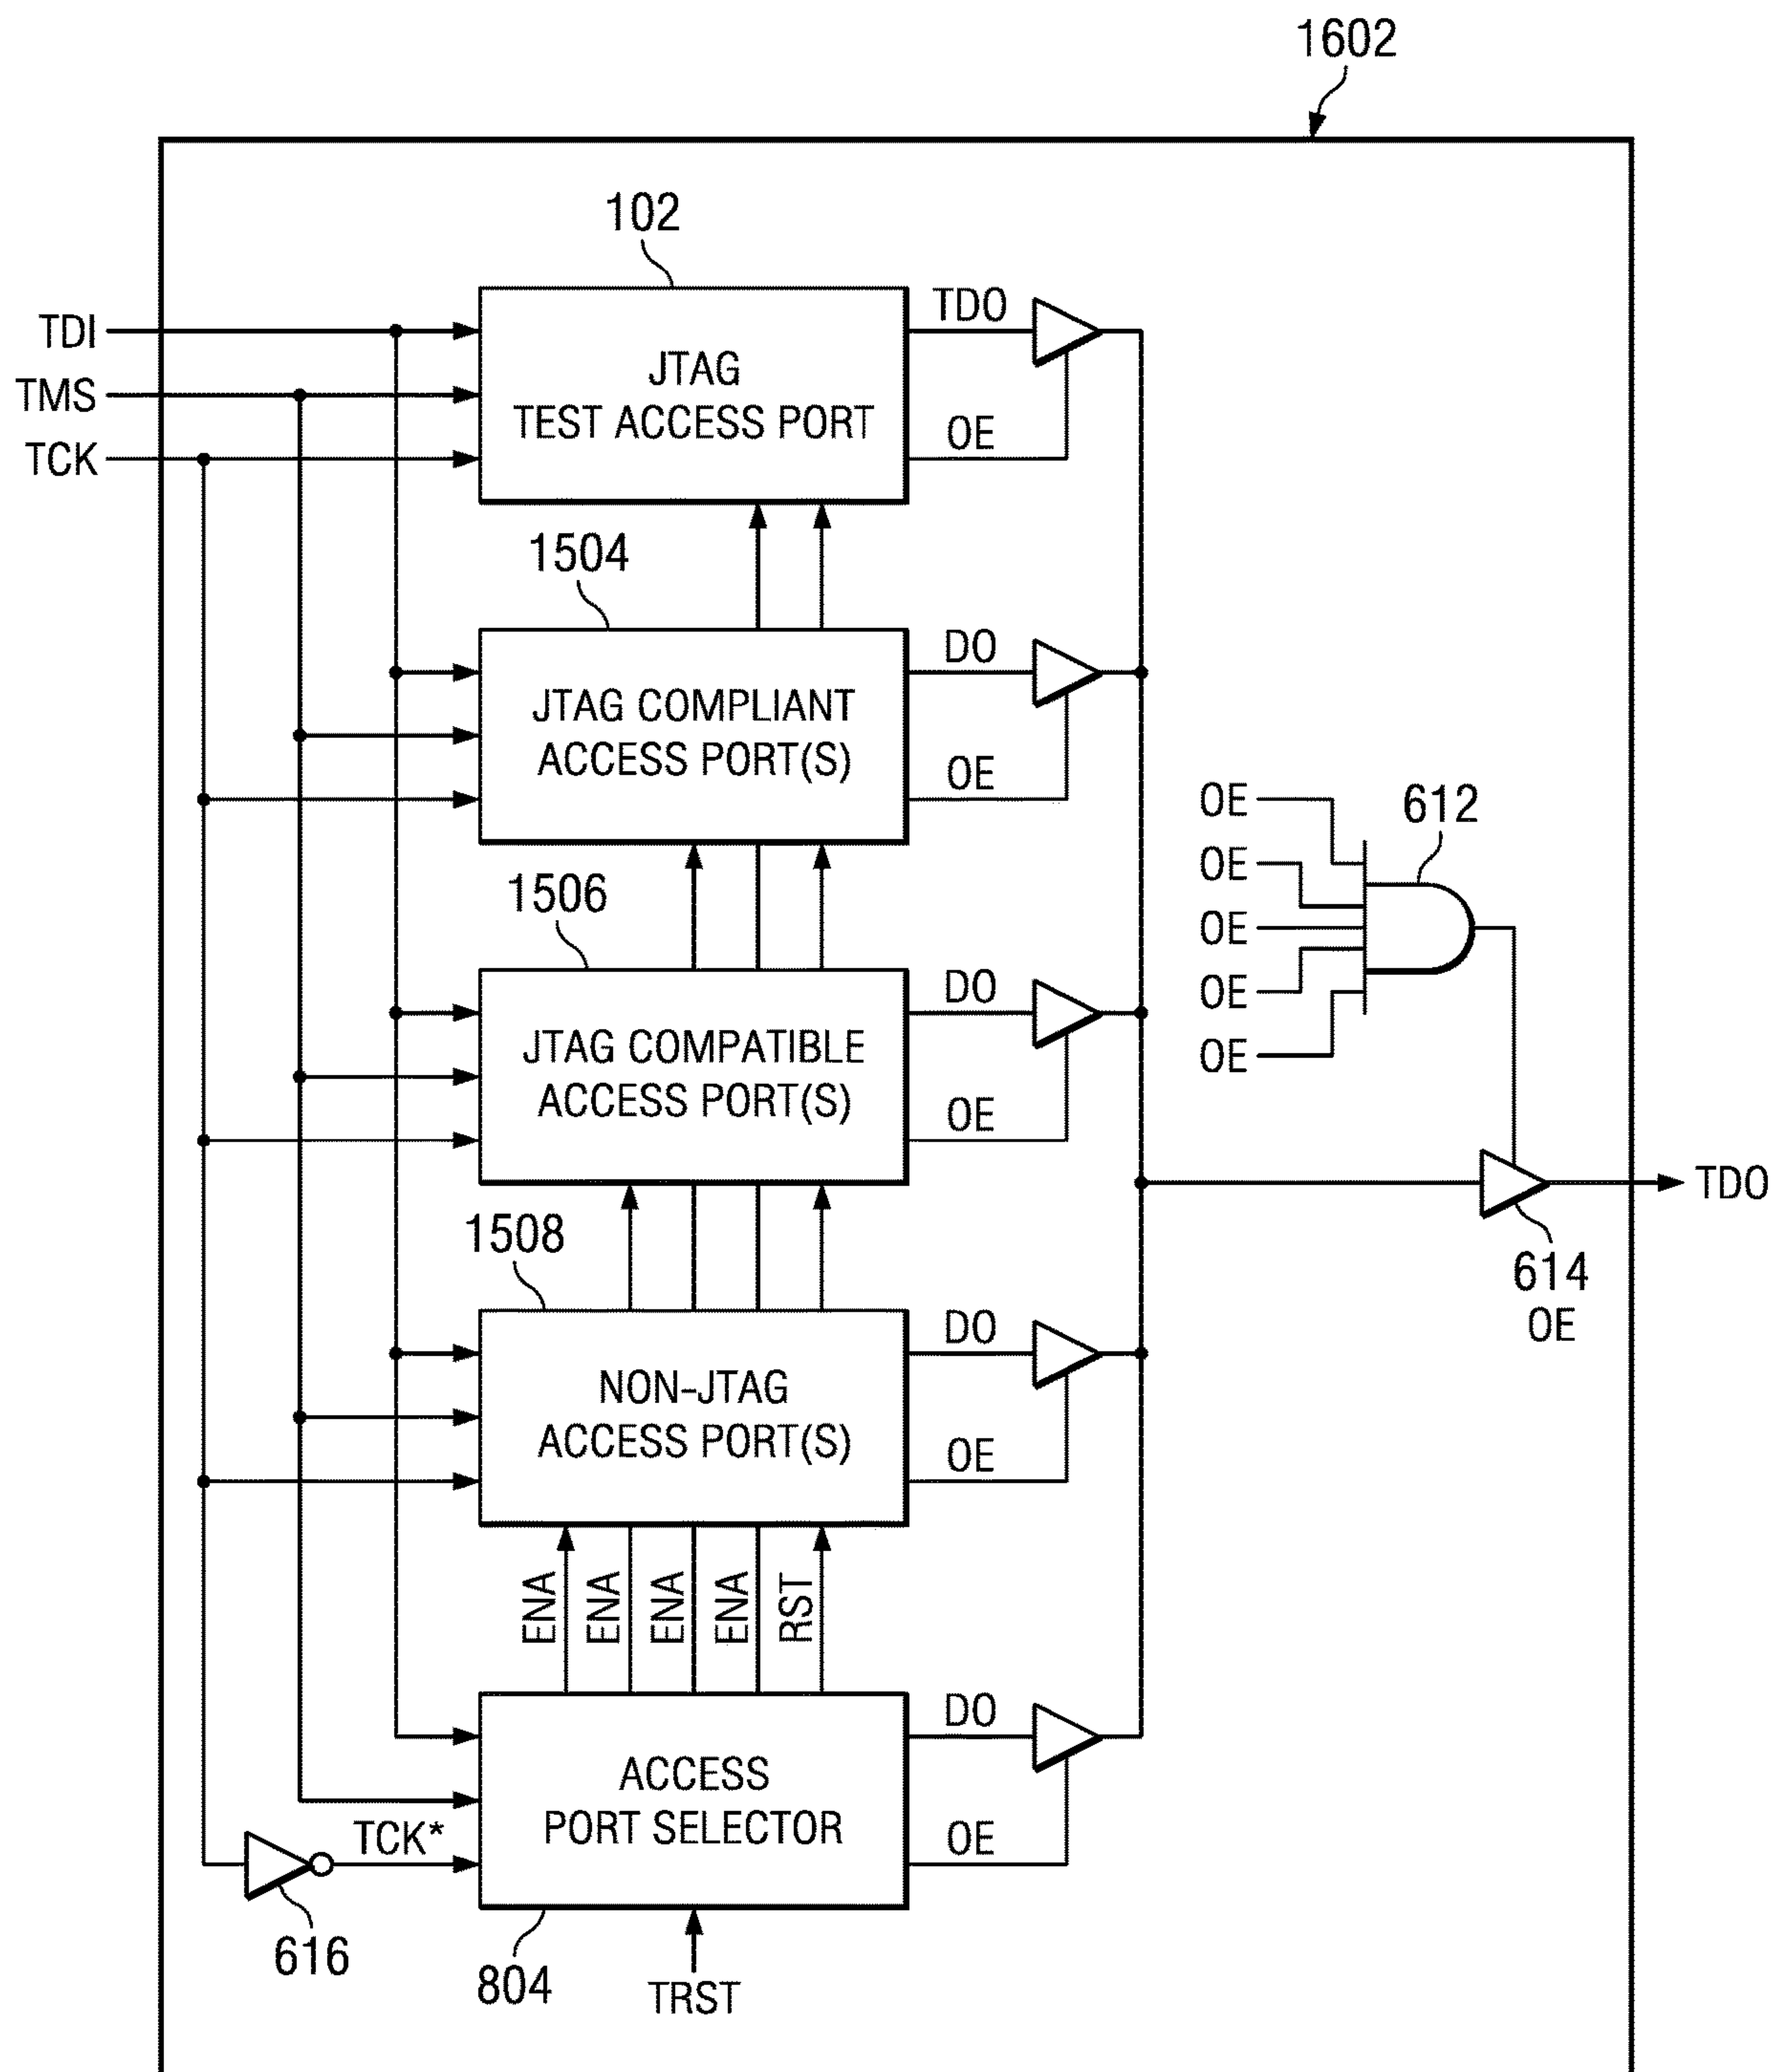 1602
102
TDI
TMS
TCK
JTAG
TEST ACCESS PORT
TDO
OE
1504
JTAG COMPLIANT
ACCESS PORT(S)
DO
OE
OE
OE
OE
OE
OE
612
1506
JTAG COMPATIBLE
ACCESS PORT(S)
DO
OE
TDO
614
OE
1508
NON-JTAG
ACCESS PORT(S)
DO
OE
ENA
ENA
ENA
ENA
RST
ACCESS
PORT SELECTOR
DO
OE
TCK*
616
804
TRST